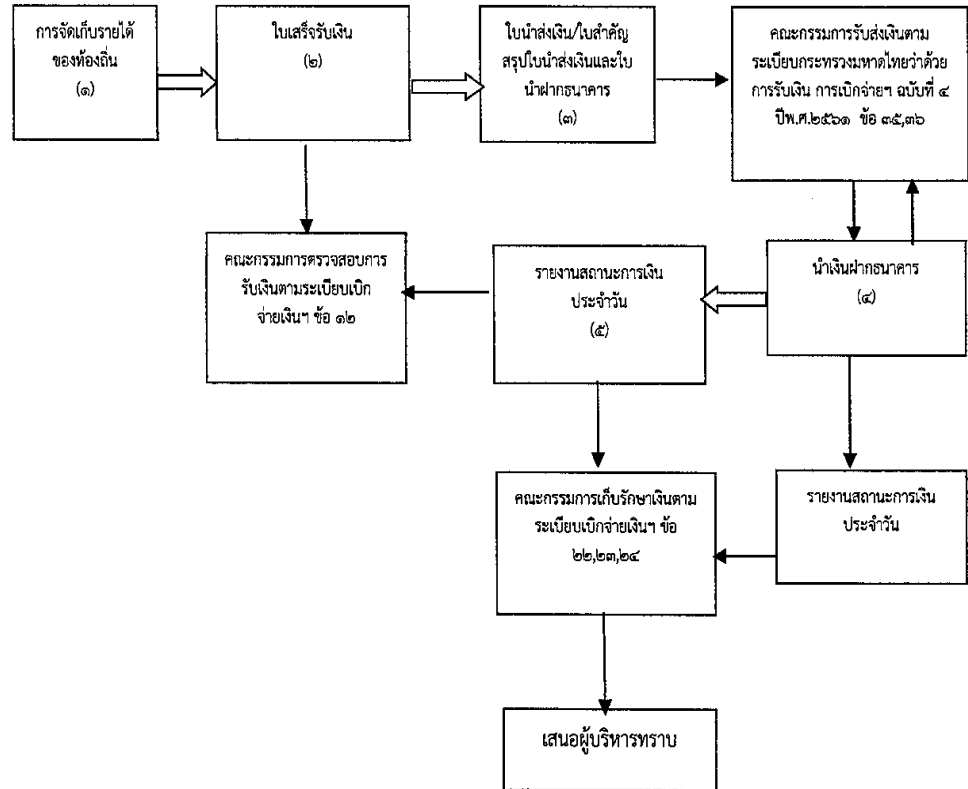 การจัดเก็บรายได้
ของท้องถิ่น
(๑)
ใบเสร็จรับเงิน
(๒)
ใบนำส่งเงิน/ใบสำคัญ
สรุปใบนำส่งเงินและใบ
นำฝากธนาคาร
(๓)
คณะกรรมการรับส่งเงินตาม
ระเบียบกระทรวงมหาดไทยว่าด้วย
การรับเงิน การเบิกจ่ายฯ ฉบับที่ ๔
ปีพ.ศ.๒๕๖๑ ข้อ ๓๕,๓๖
คณะกรรมการตรวจสอบการ
รับเงินตามระเบียบเบิก
จ่ายเงินฯ ข้อ ๑๒
รายงานสถานะการเงิน
ประจำวัน
(๕)
นำเงินฝากธนาคาร
(๔)
คณะกรรมการเก็บรักษาเงินตาม
ระเบียบเบิกจ่ายเงินฯ ข้อ
๒๒,๒๓,๒๔
รายงานสถานะการเงิน
ประจำวัน
เสนอผู้บริหารทราบ